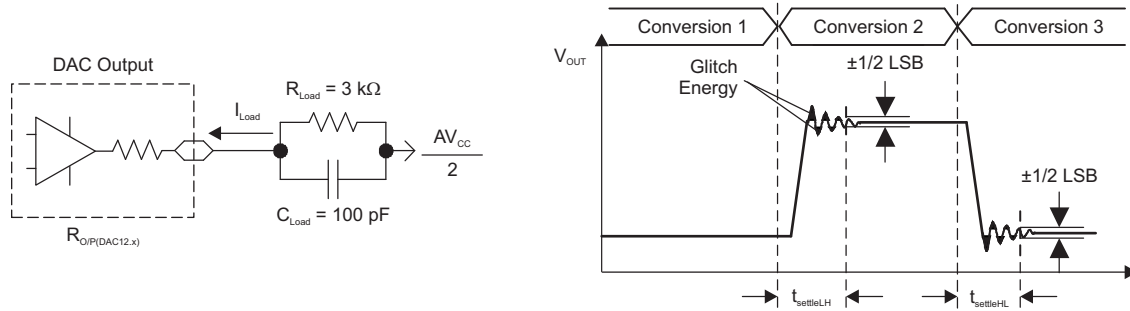 DAC Output
R_O/P(DAC12.x)
I_Load
R_Load = 3 kΩ
C_Load = 100 pF
AV_CC
2
Conversion 1
Conversion 2
Conversion 3
V_OUT
Glitch
Energy
±1/2 LSB
±1/2 LSB
t_settleLH
t_settleHL